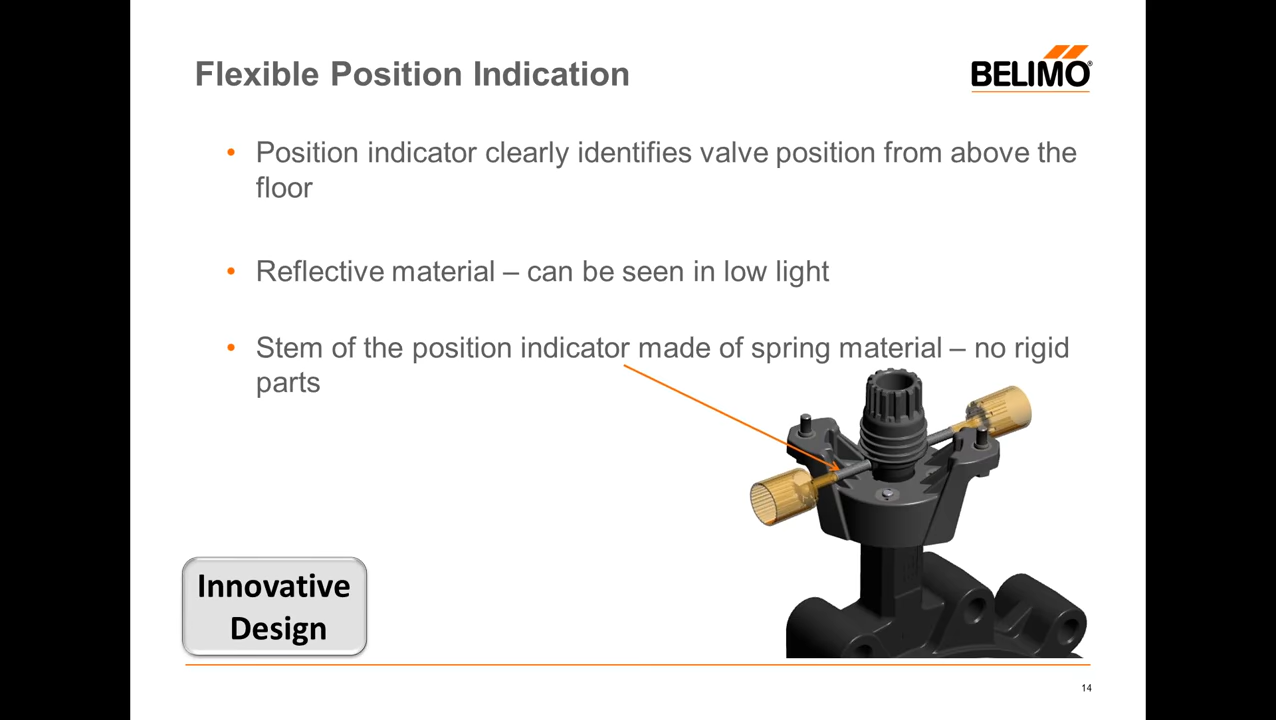 Flexible Position Indication
BELIMO®
• Position indicator clearly identifies valve position from above the
floor
• Reflective material – can be seen in low light
• Stem of the position indicator made of spring material – no rigid
parts
Innovative
Design
14